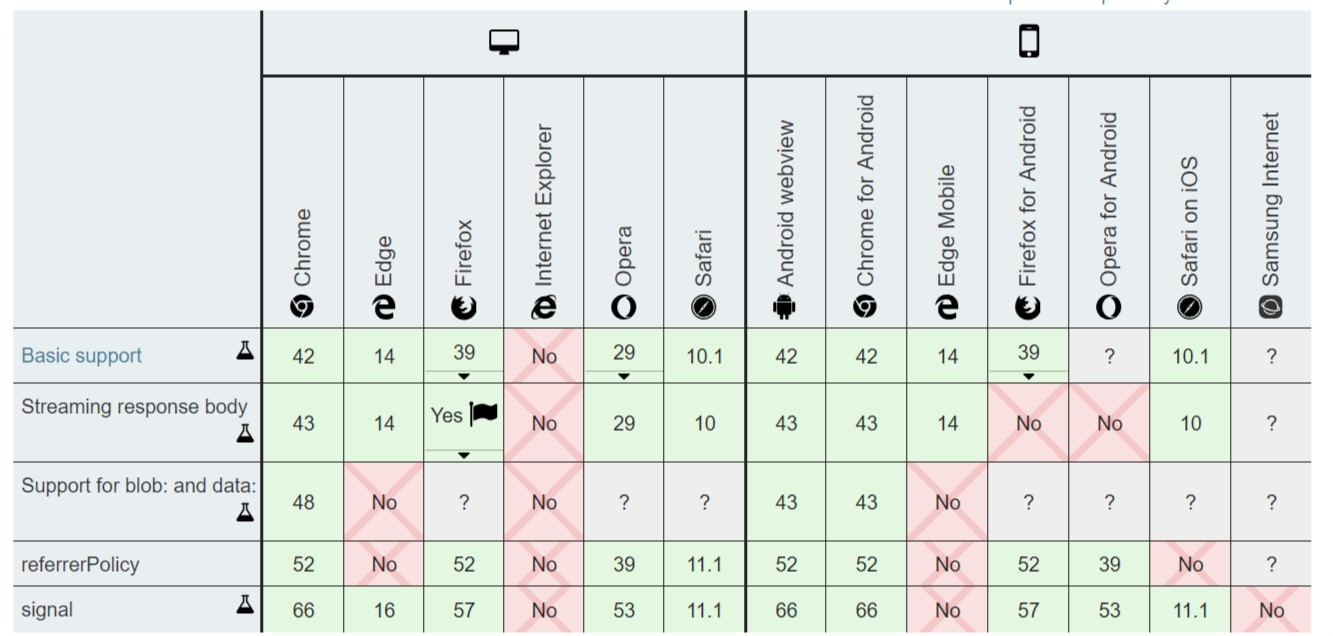 Chrome Edge Firefox Internet Explorer Opera Safari Android webview Chrome for Android Edge Mobile Firefox for Android Opera for Android Safari on iOS Samsung Internet
Basic support 42 14 39 No 29 10.1 42 42 14 39 ? 10.1 ?
Streaming response body 43 14 Yes No 29 10 43 43 14 No No 10 ?
Support for blob: and data: 48 No ? No ? ? 43 43 No ? ? ? ?
referrerPolicy 52 No 52 No 39 11.1 52 52 No 52 39 No ?
signal 66 16 57 No 53 11.1 66 66 No 57 53 11.1 No